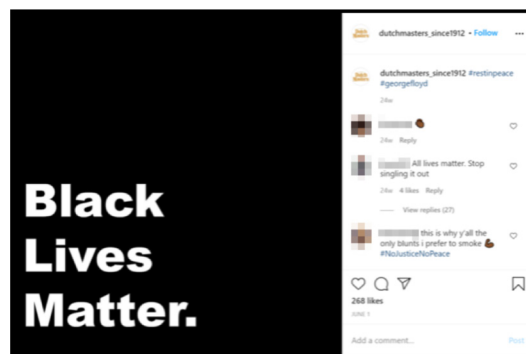 Black
Lives
Matter.
dutchmasters_since1912 • Follow
dutchmasters_since1912 #restinpeace
#georgefloyd
24w
24w Reply
All lives matter. Stop
singling it out
24w 4 likes Reply
View replies (27)
this is why y'all the
only blunts i prefer to smoke
#NoJusticeNoPeace
268 likes
JUNE 1
Add a comment...
Post